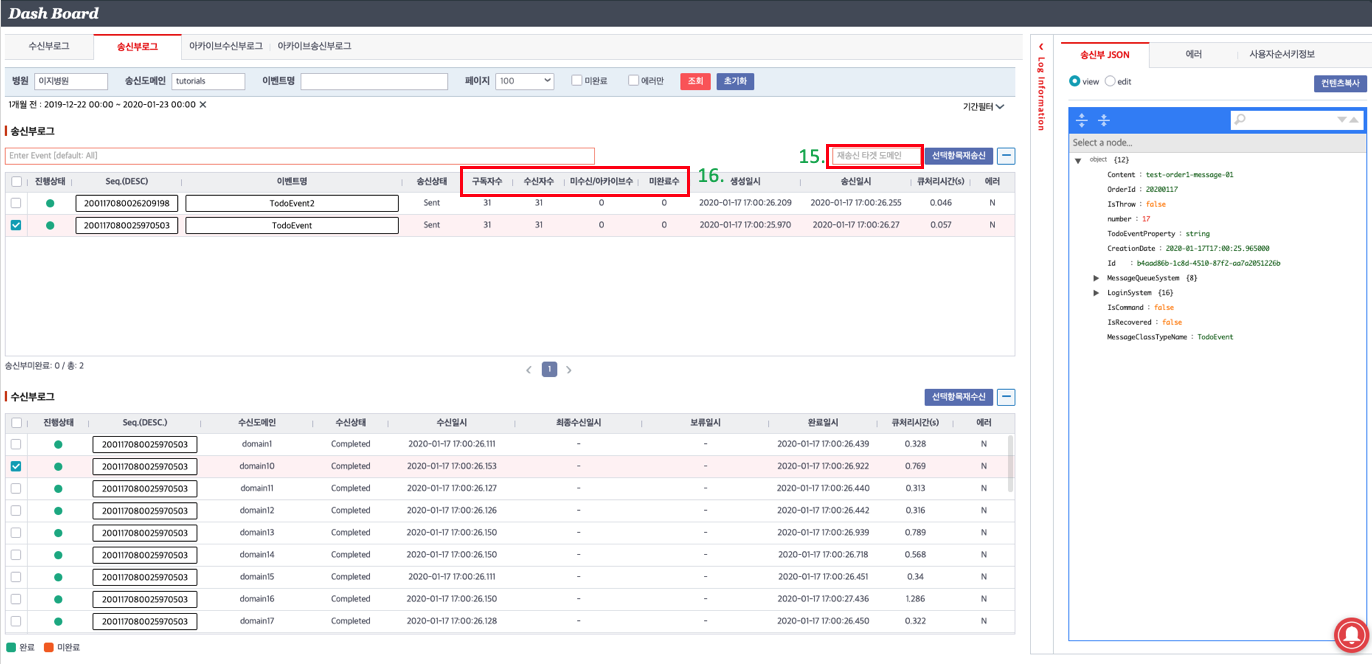 Dash Board
수신부로그 송신부로그 아카이브수신부로그 아카이브송신부로그
병원 이지병원 송신도메인 tutorials 이벤트명 페이지 100 미완료 에러만 조회 초기화
1개월 전 : 2019-12-22 00:00 ~ 2020-01-23 00:00 ✕ 기간필터
송신부로그
Enter Event [default: All] 15. 재송신 타겟 도메인 선택항목재송신
진행상태 Seq.(DESC) 이벤트명 송신상태 구독자수 수신자수 미수신/아카이브수 미완료수 16. 생성일시 송신일시 큐처리시간(s) 에러
200117080026209198 TodoEvent2 Sent 31 31 0 0 2020-01-17 17:00:26.209 2020-01-17 17:00:26.255 0.046 N
200117080025970503 TodoEvent Sent 31 31 0 0 2020-01-17 17:00:25.970 2020-01-17 17:00:26.27 0.057 N
송신부미완료: 0 / 총: 2
1
수신부로그 선택항목재수신
진행상태 Seq.(DESC.) 수신도메인 수신상태 수신일시 최종수신일시 보류일시 완료일시 큐처리시간(s) 에러
200117080025970503 domain1 Completed 2020-01-17 17:00:26.111 - - 2020-01-17 17:00:26.439 0.328 N
200117080025970503 domain10 Completed 2020-01-17 17:00:26.153 - - 2020-01-17 17:00:26.922 0.769 N
200117080025970503 domain11 Completed 2020-01-17 17:00:26.127 - - 2020-01-17 17:00:26.440 0.313 N
200117080025970503 domain12 Completed 2020-01-17 17:00:26.126 - - 2020-01-17 17:00:26.442 0.316 N
200117080025970503 domain13 Completed 2020-01-17 17:00:26.150 - - 2020-01-17 17:00:26.939 0.789 N
200117080025970503 domain14 Completed 2020-01-17 17:00:26.150 - - 2020-01-17 17:00:26.718 0.568 N
200117080025970503 domain15 Completed 2020-01-17 17:00:26.111 - - 2020-01-17 17:00:26.451 0.34 N
200117080025970503 domain16 Completed 2020-01-17 17:00:26.150 - - 2020-01-17 17:00:27.436 1.286 N
200117080025970503 domain17 Completed 2020-01-17 17:00:26.128 - - 2020-01-17 17:00:26.450 0.322 N
완료 미완료
Log Information
송신부 JSON 에러 사용자순서키정보
view edit 컨텐츠복사
Select a node...
object {12}
Content : test-order1-message-01
OrderId : 20200117
IsThrow : false
number : 17
TodoEventProperty : string
CreationDate : 2020-01-17T17:00:25.965000
Id : b4aad86b-1c8d-4510-87f2-aa7a2051226b
MessageQueueSystem {8}
LoginSystem {16}
IsCommand : false
IsRecovered : false
MessageClassTypeName : TodoEvent